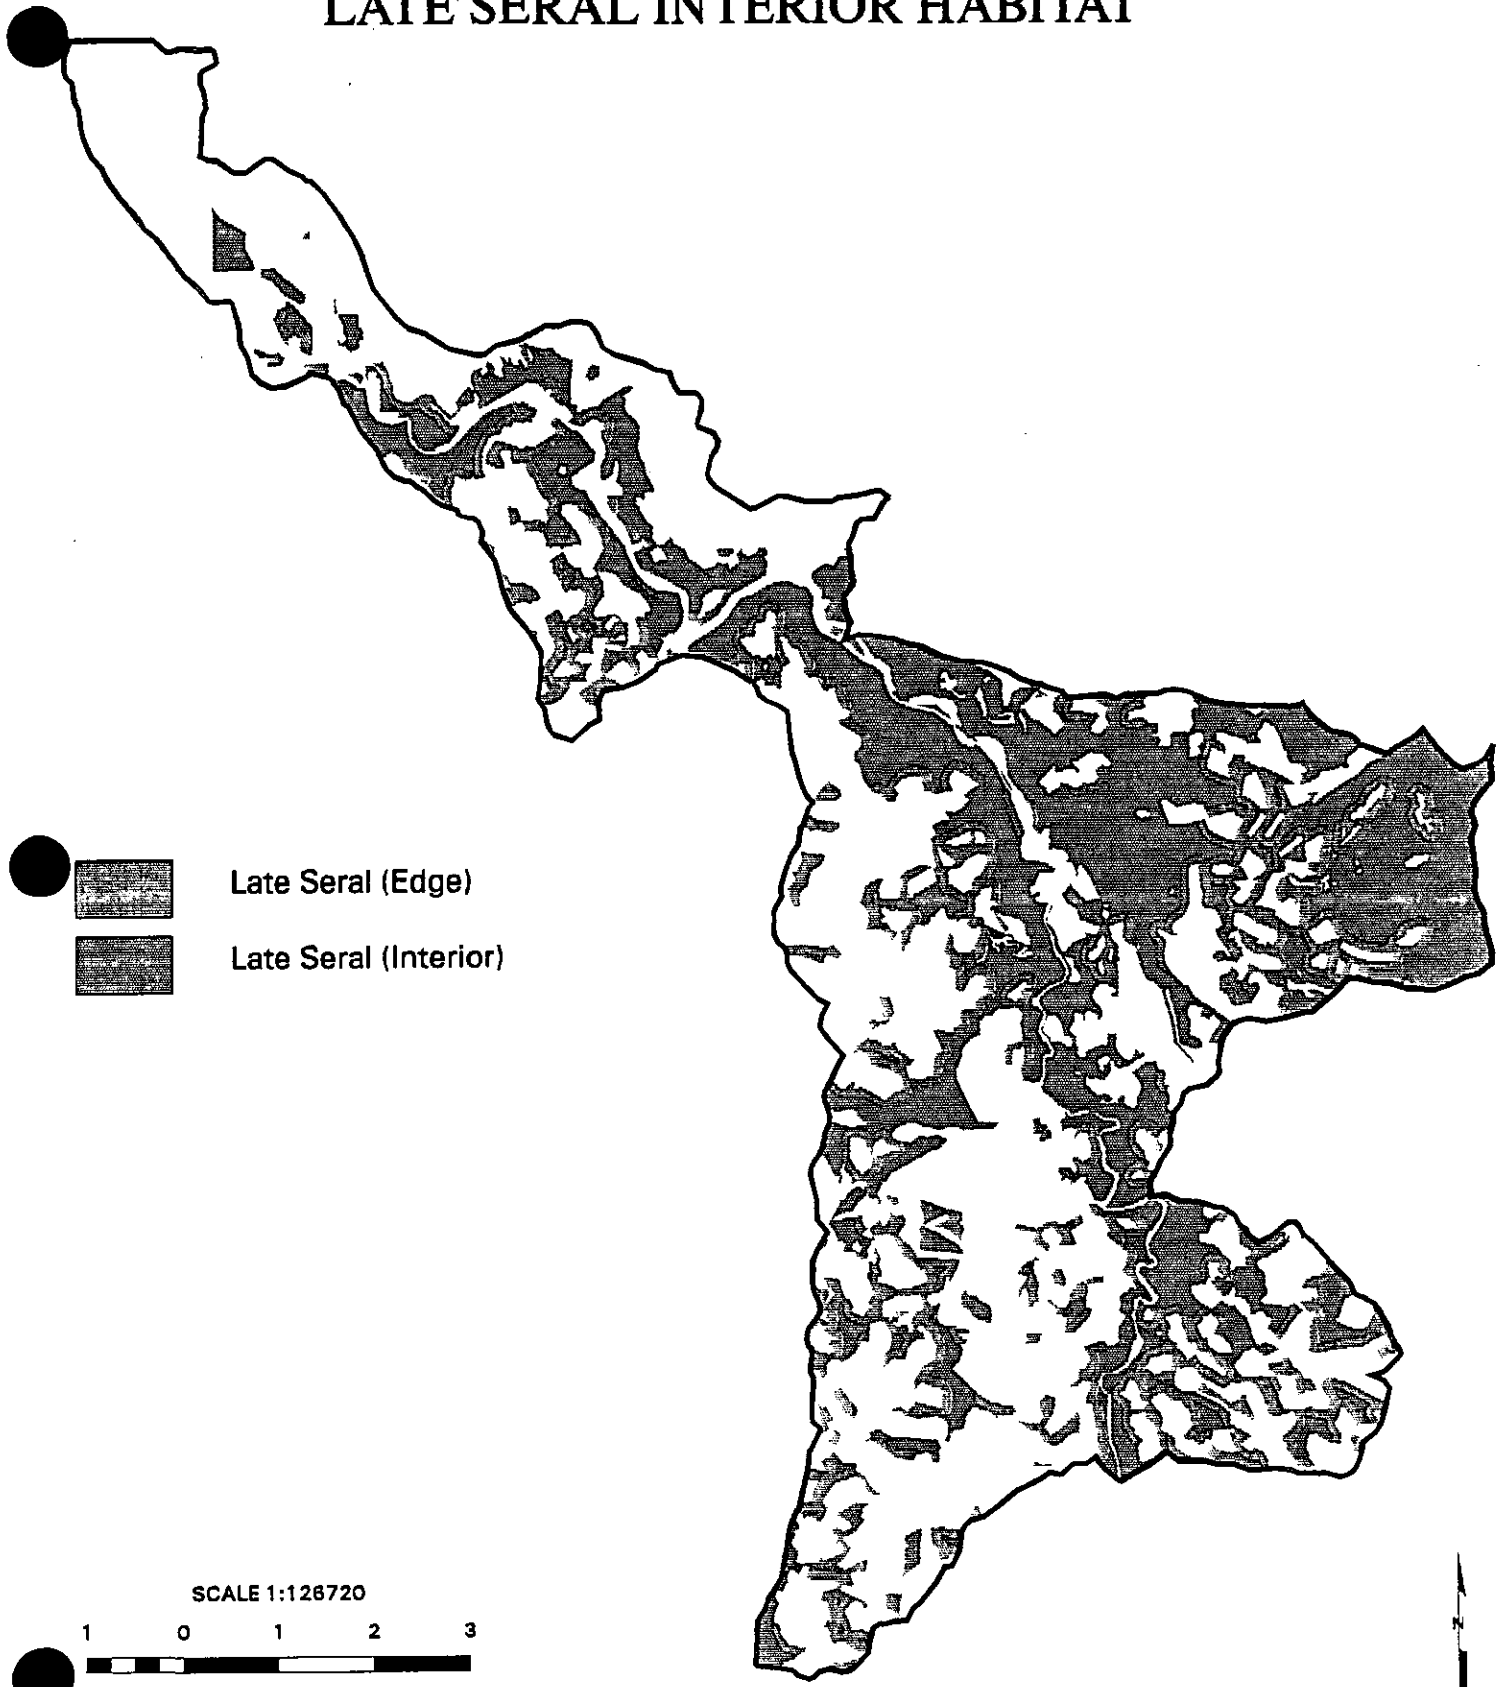 LATE SERAL INTERIOR HABITAT
Late Seral (Edge)
Late Seral (Interior)
SCALE 1:126720
1 0 1 2 3
N